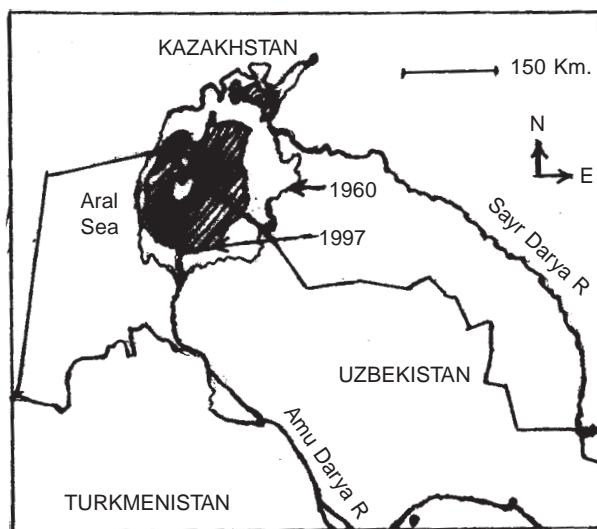 KAZAKHSTAN
150 Km.
N
E
Aral
Sea
1960
1997
Sayr Darya R
UZBEKISTAN
Amu Darya R
TURKMENISTAN